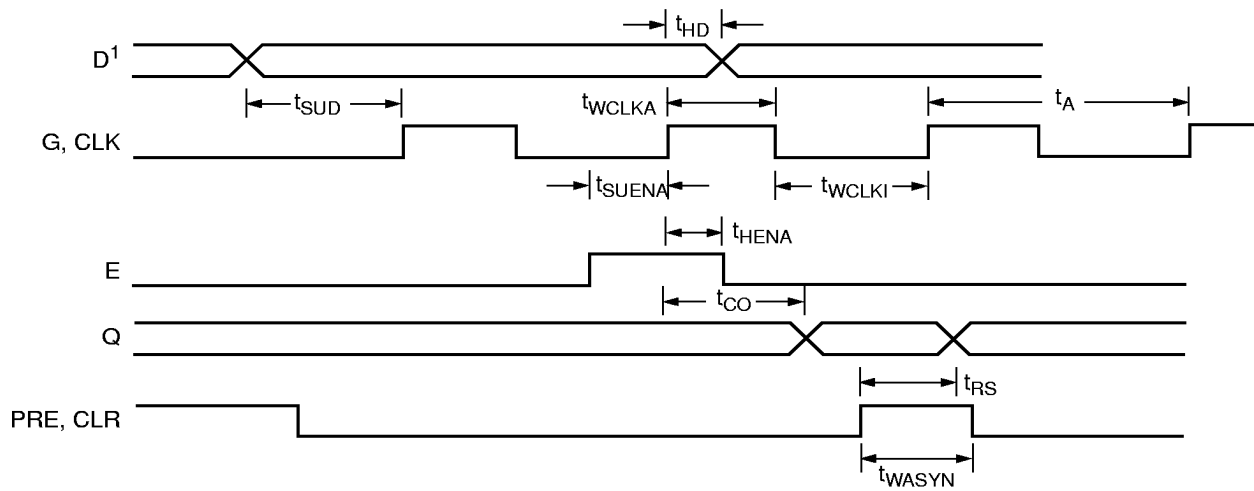 tHD
D1
tSUD
tWCLKA
tA
G, CLK
tSUENA
tWCLKI
tHENA
E
tCO
Q
tRS
PRE, CLR
tWASYN